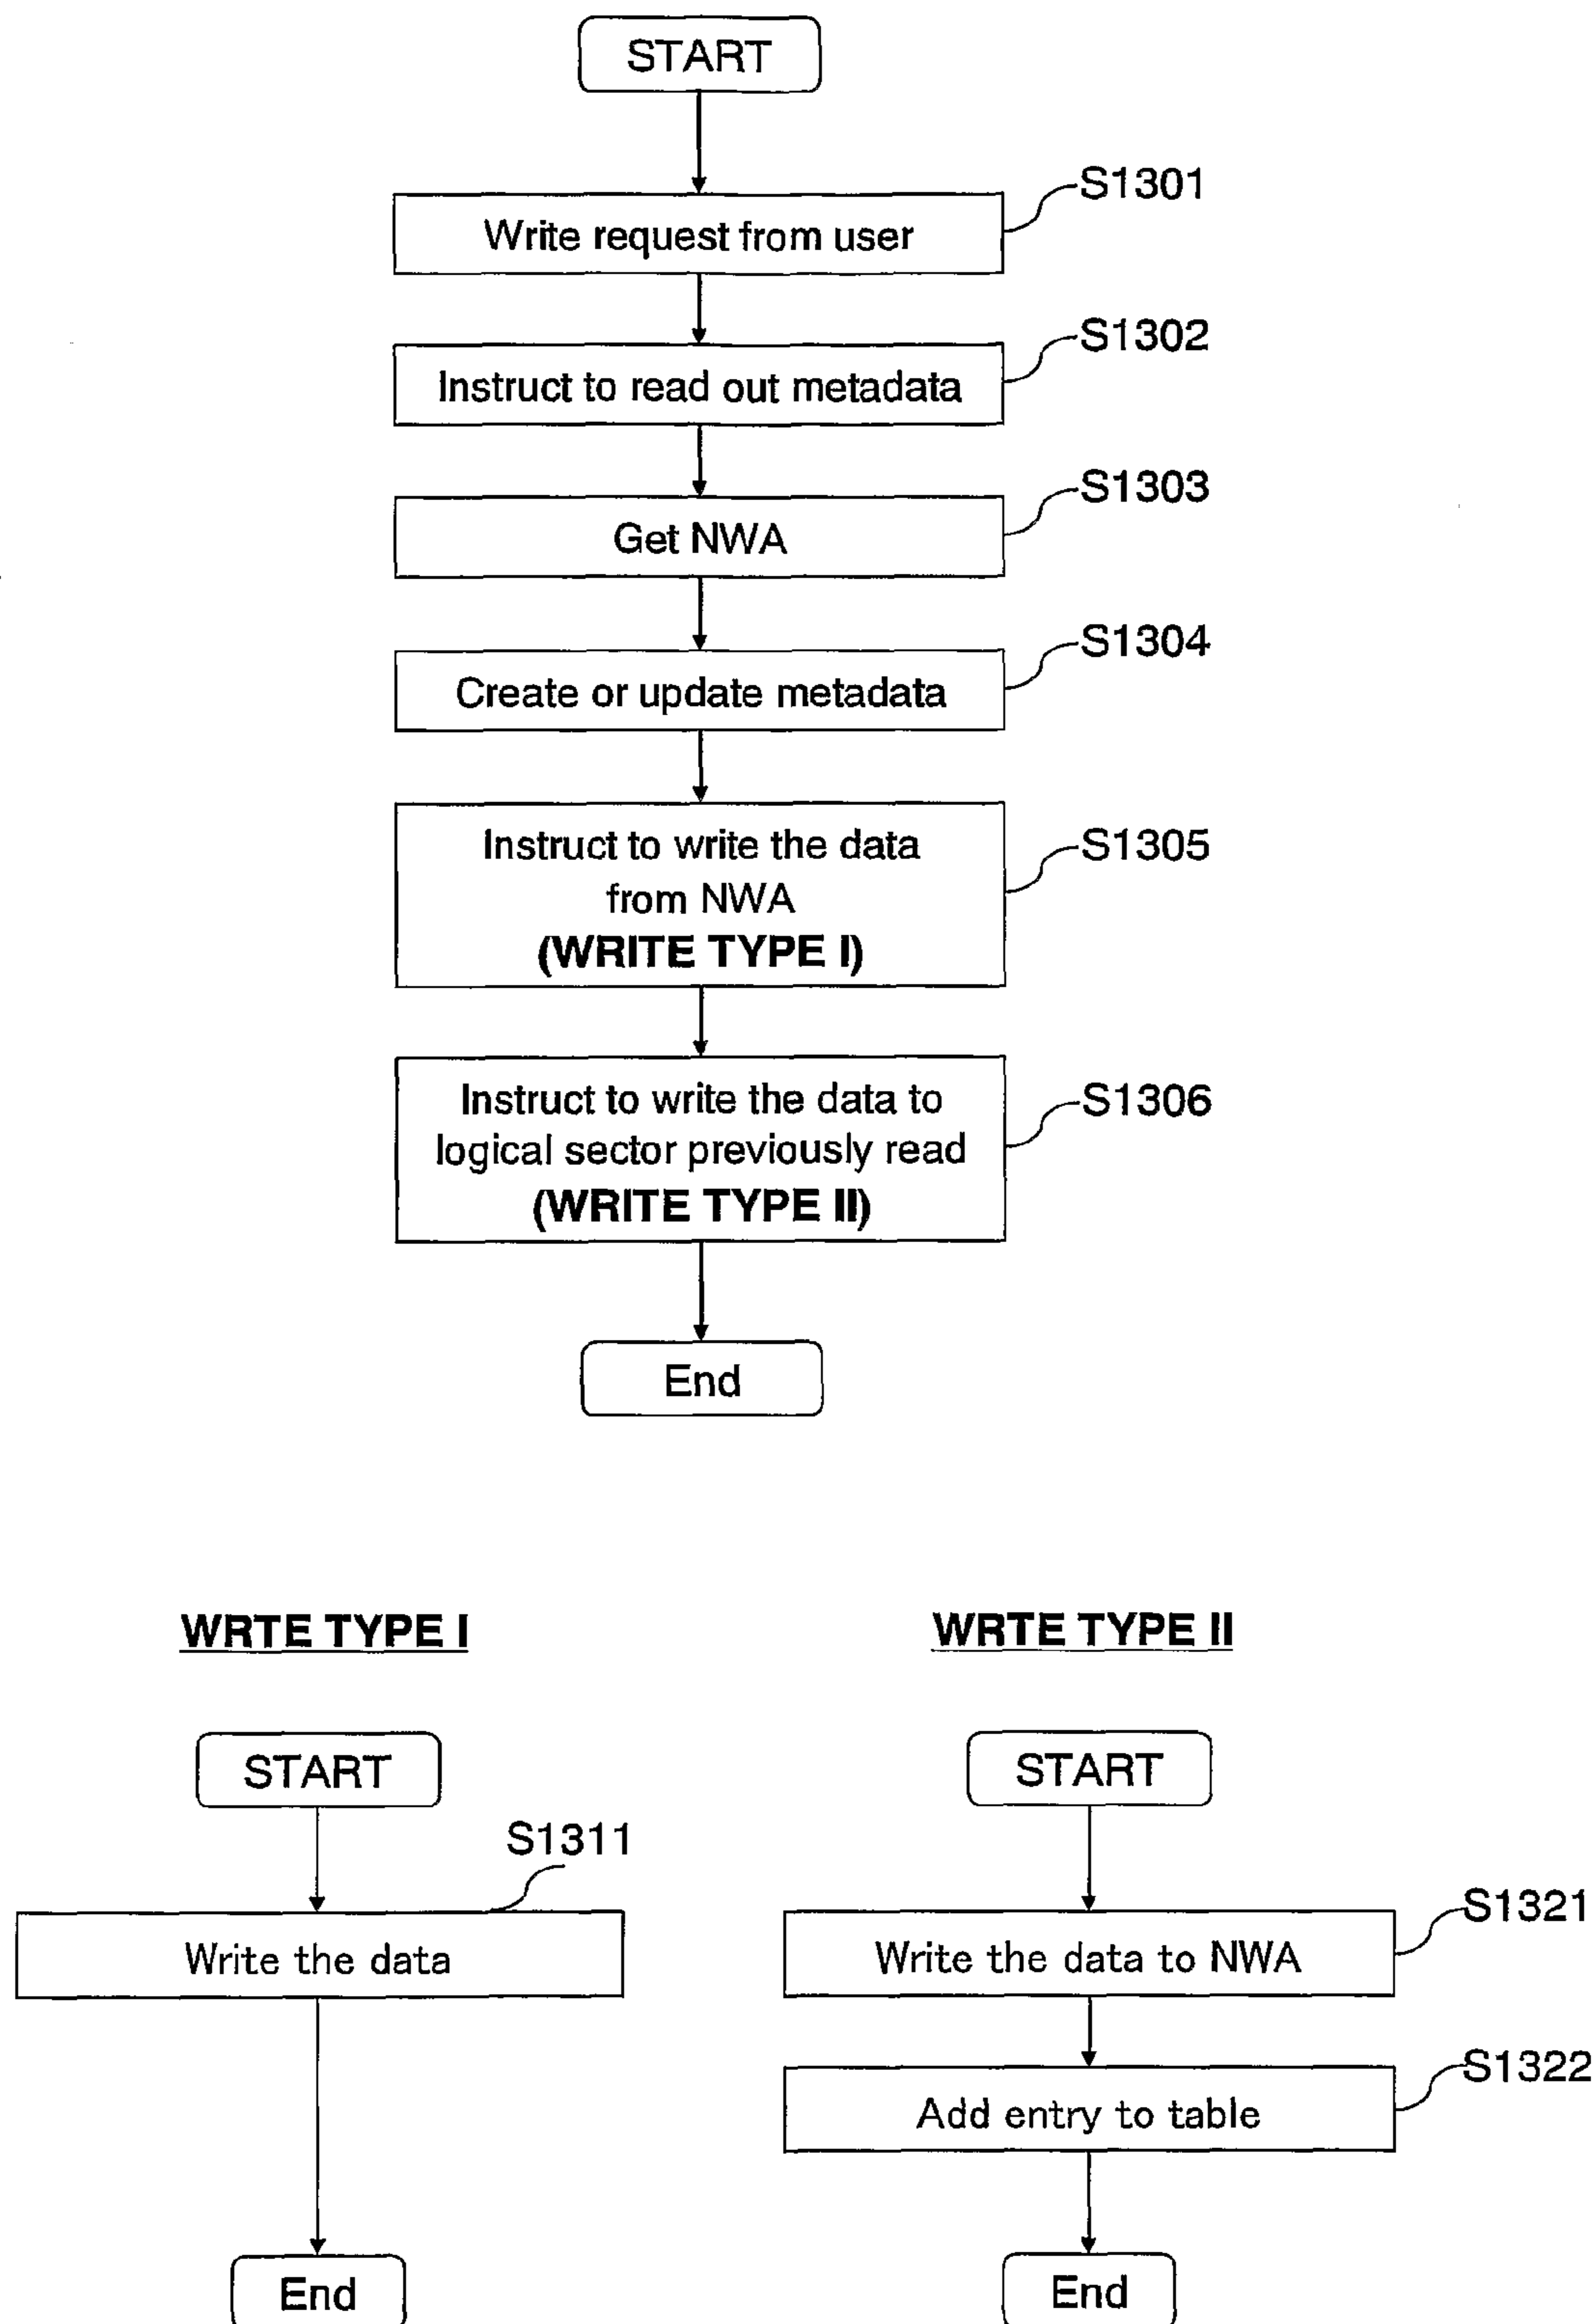 START
S1301
Write request from user
S1302
Instruct to read out metadata
S1303
Get NWA
S1304
Create or update metadata
Instruct to write the data
S1305
from NWA
(WRITE TYPE I)
Instruct to write the data to
S1306
logical sector previously read
(WRITE TYPE II)
End
WRTE TYPE I
START
S1311
Write the data
End
WRTE TYPE II
START
S1321
Write the data to NWA
S1322
Add entry to table
End